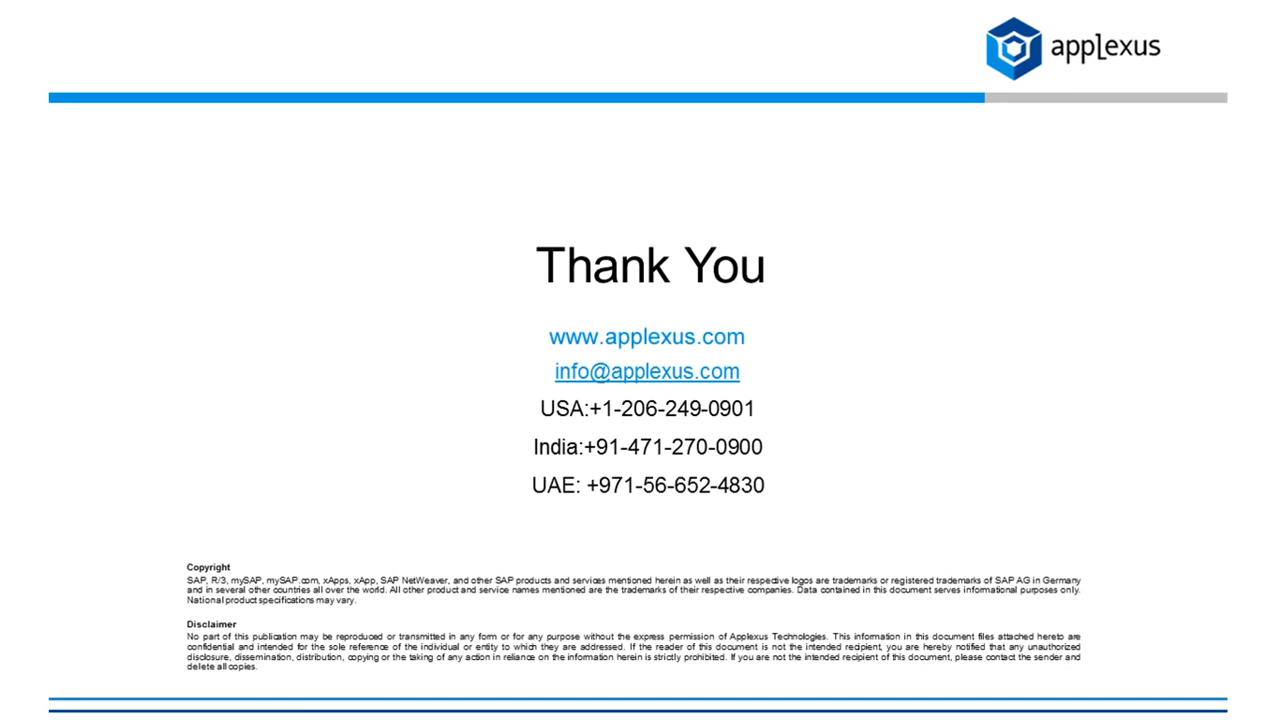 applexus
Thank You
www.applexus.com
info@applexus.com
USA:+1-206-249-0901
India:+91-471-270-0900
UAE: +971-56-652-4830
Copyright
SAP, R/3, mySAP, mySAP.com, xApps, xApp, SAP NetWeaver, and other SAP products and services mentioned herein as well as their respective logos are trademarks or registered trademarks of SAP AG in Germany
and in several other countries all over the world. All other product and service names mentioned are the trademarks of their respective companies. Data contained in this document serves informational purposes only.
National product specifications may vary.
Disclaimer
No part of this publication may be reproduced or transmitted in any form or for any purpose without the express permission of Applexus Technologies. This information in this document files attached hereto are
confidential and intended for the sole reference of the individual or entity to which they are addressed. If the reader of this document is not the intended recipient, you are hereby notified that any unauthorized
disclosure, dissemination, distribution, copying or the taking of any action in reliance on the information herein is strictly prohibited. If you are not the intended recipient of this document, please contact the sender and
delete all copies.